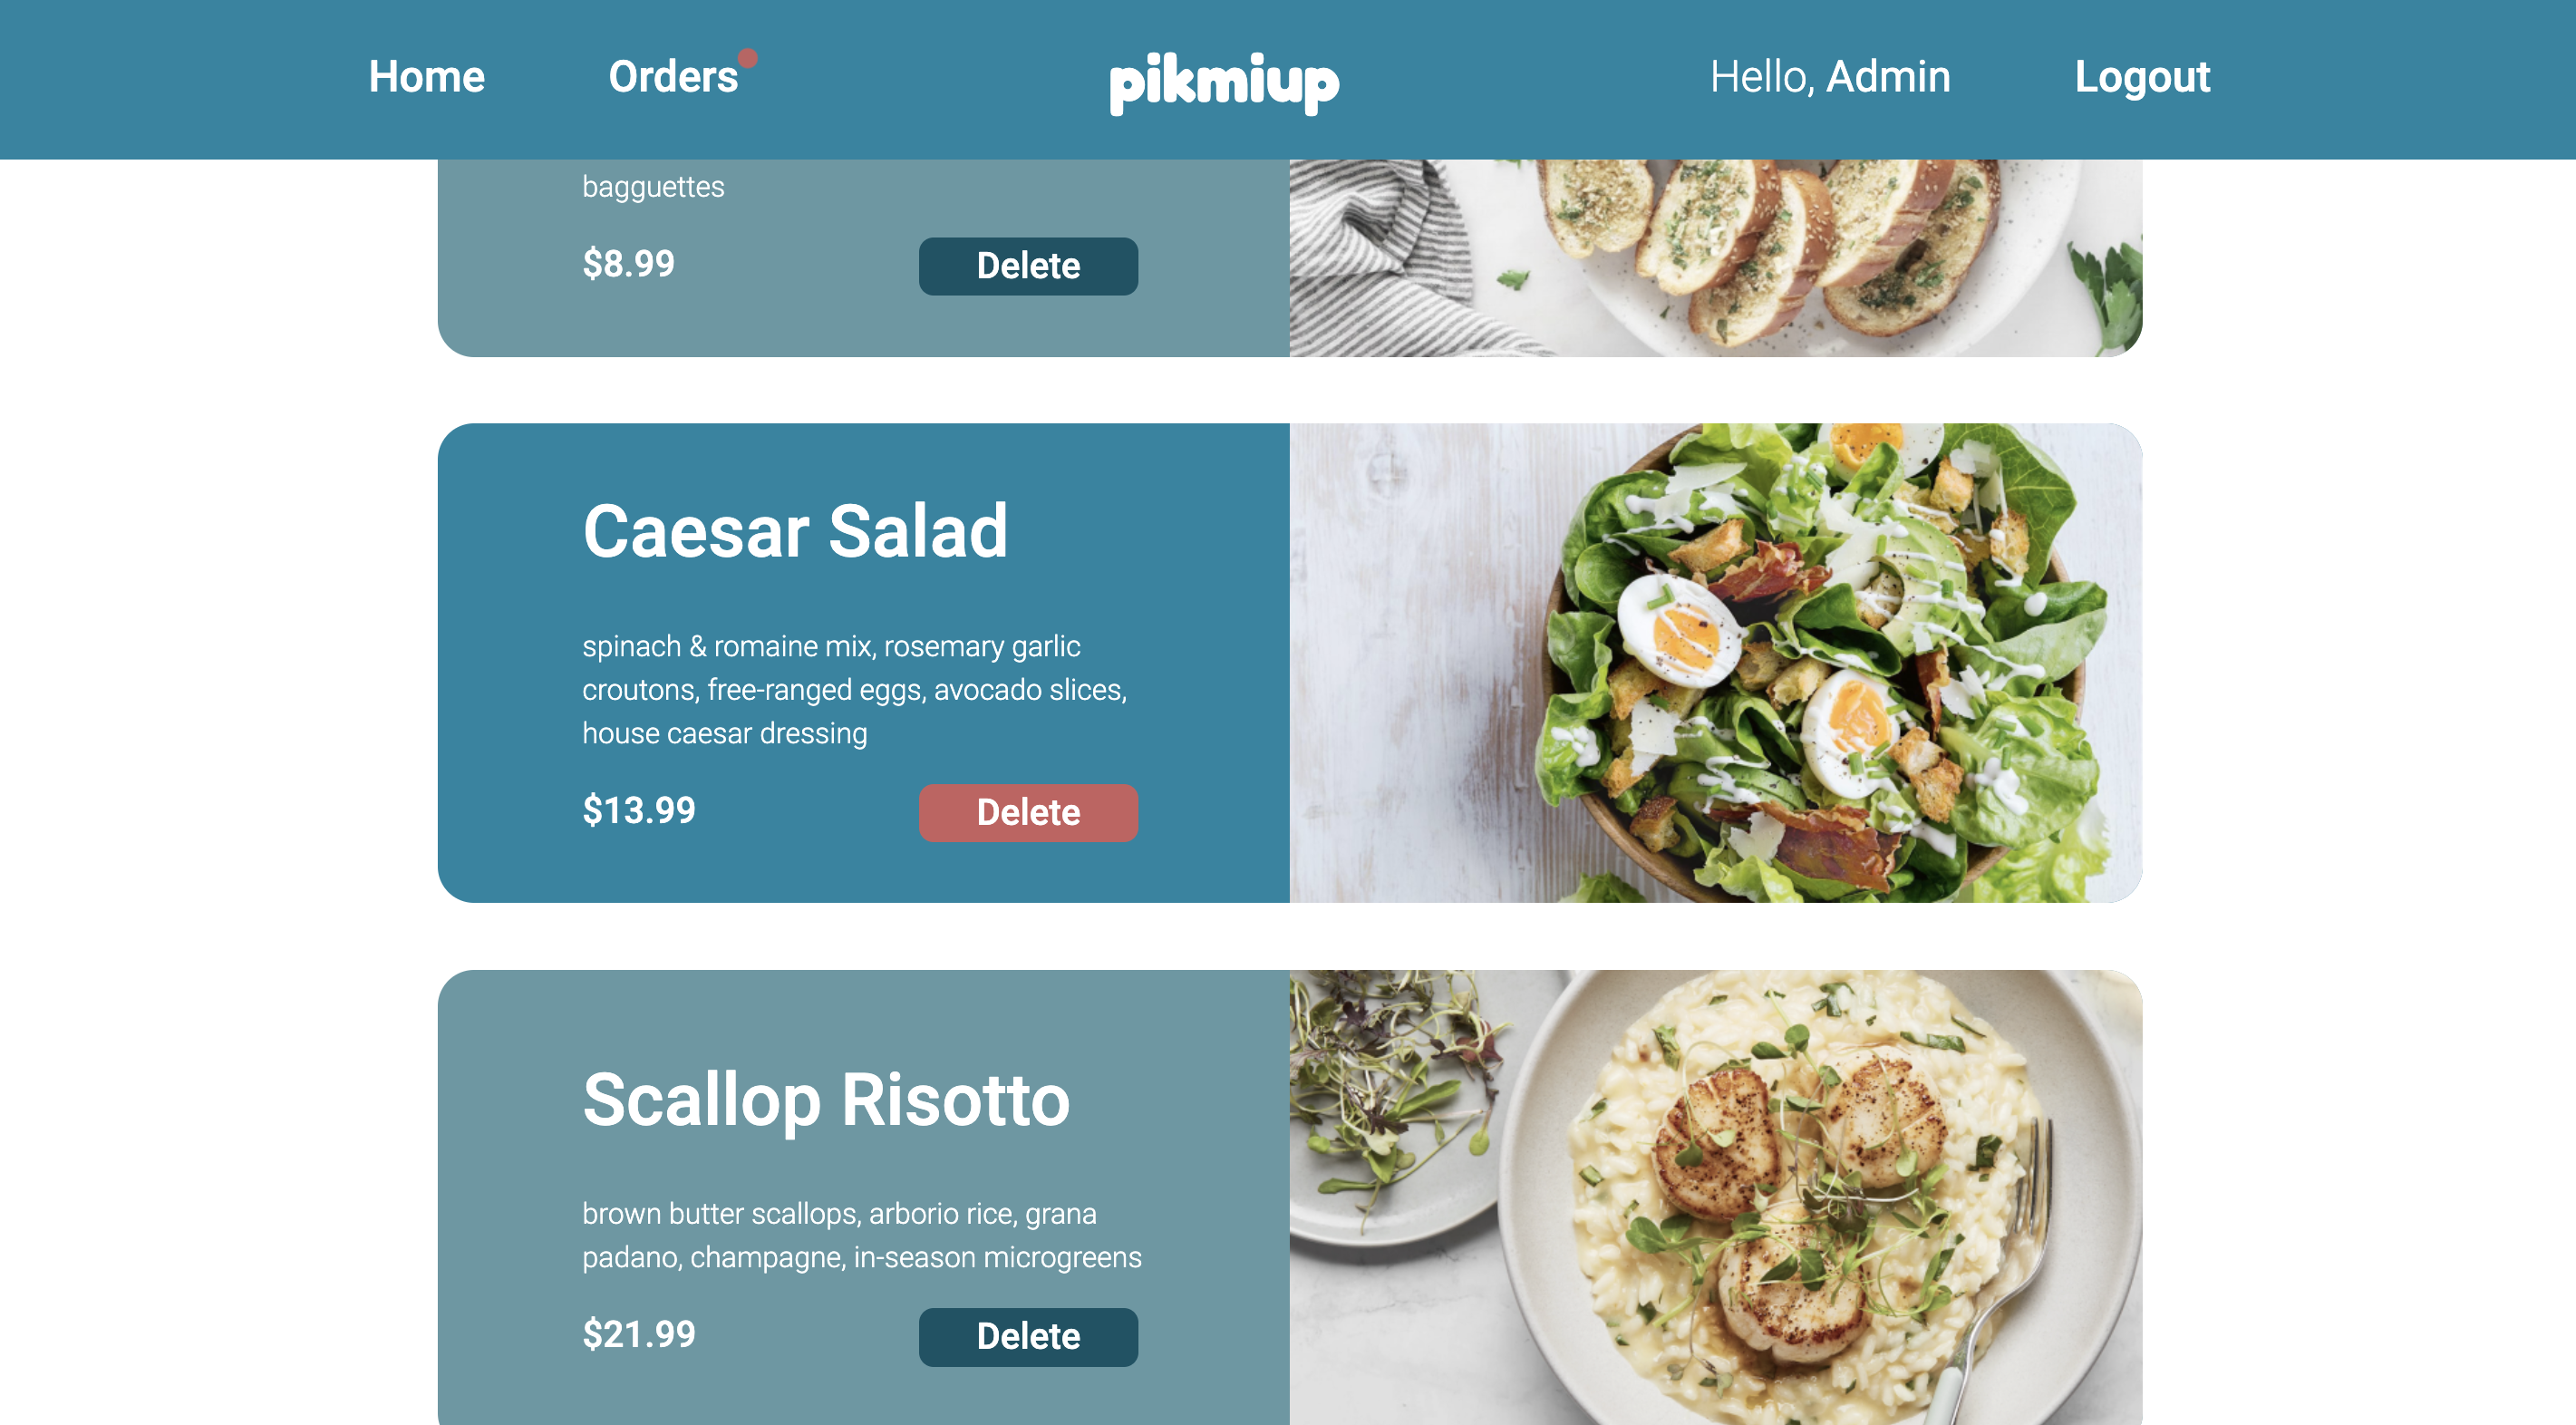 Home Orders pikmiup Hello, Admin Logout
bagguettes
$8.99 Delete
Caesar Salad
spinach & romaine mix, rosemary garlic
croutons, free-ranged eggs, avocado slices,
house caesar dressing
$13.99 Delete
Scallop Risotto
brown butter scallops, arborio rice, grana
padano, champagne, in-season microgreens
$21.99 Delete